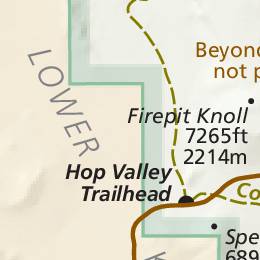 Beyond
not p
LOWER
Firepit Knoll
7265ft
2214m
Hop Valley
Trailhead
Co
Spe
689